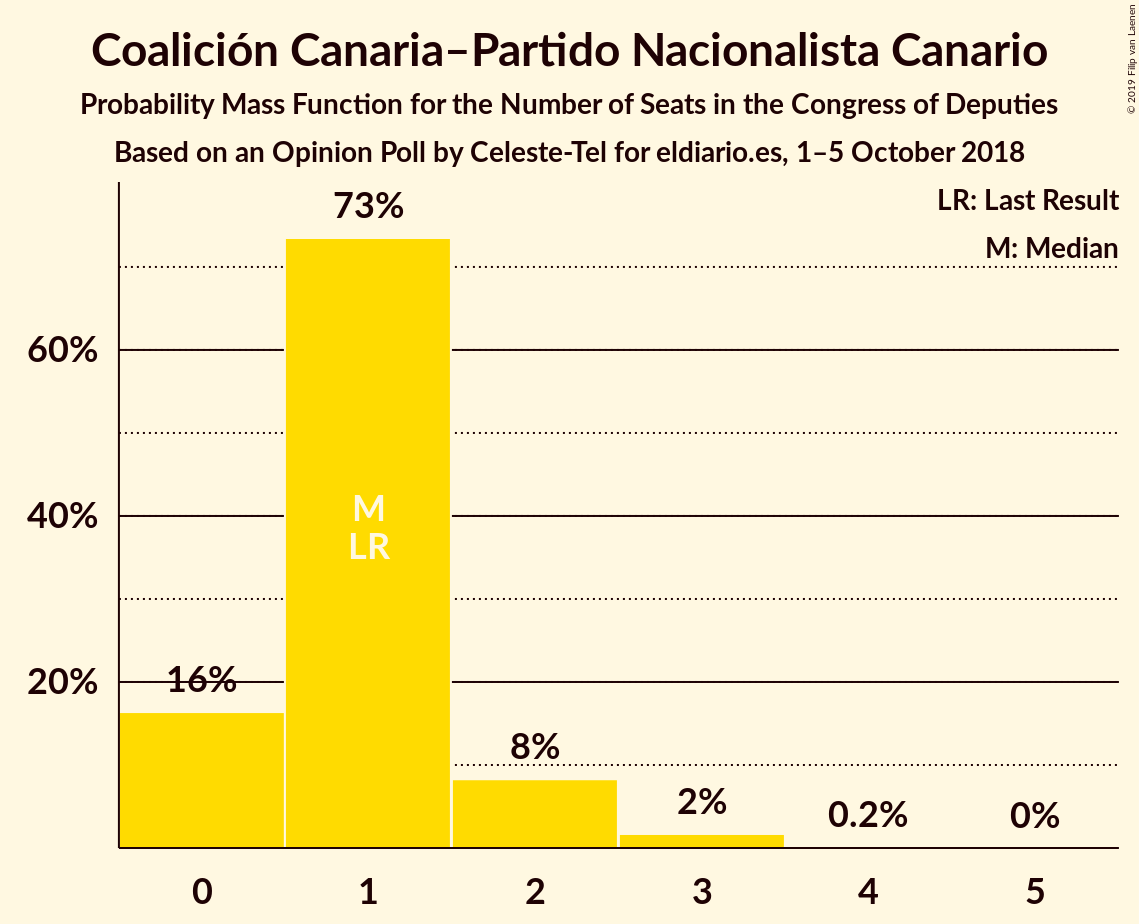 Coalición Canaria–Partido Nacionalista Canario
Probability Mass Function for the Number of Seats in the Congress of Deputies
Based on an Opinion Poll by Celeste-Tel for eldiario.es, 1–5 October 2018
© 2019 Filip van Laenen
LR: Last Result
M: Median
73%
60%
M
40%
LR
16%
20%
8%
2%
0.2%
0%
0 1 2 3 4 5